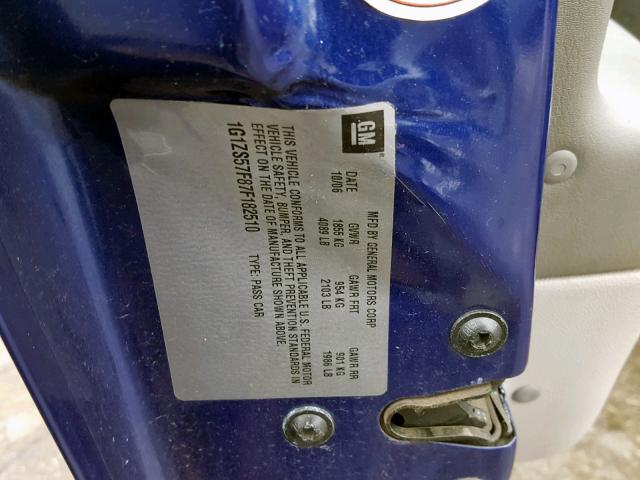 GM
MFD BY GENERAL MOTORS CORP
DATE GVWR GAWR FRT GAWR RR
10/06 1855 KG 954 KG 901 KG
4089 LB 2103 LB 1986 LB
THIS VEHICLE CONFORMS TO ALL APPLICABLE U.S. FEDERAL MOTOR
VEHICLE SAFETY, BUMPER, AND THEFT PREVENTION STANDARDS IN
EFFECT ON THE DATE OF MANUFACTURE SHOWN ABOVE.
1G1ZS57F87F182510 TYPE: PASS CAR